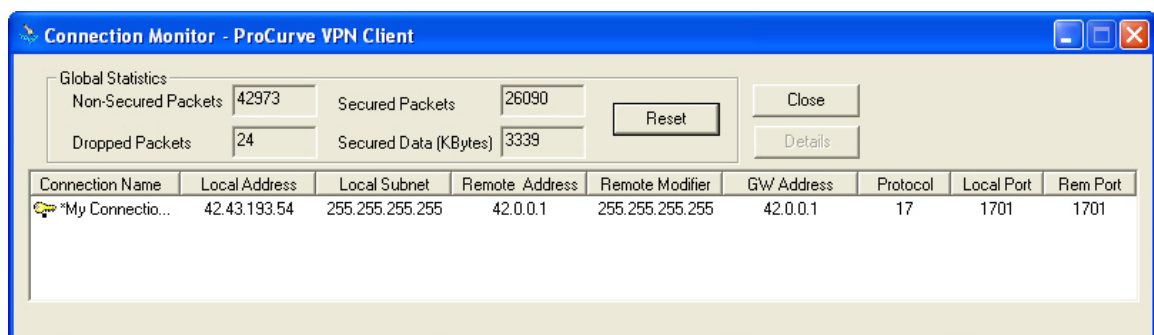 Connection Monitor - ProCurve VPN Client
Global Statistics
Non-Secured Packets 42973 Secured Packets 26090 Reset Close
Dropped Packets 24 Secured Data (KBytes) 3339 Details
Connection Name Local Address Local Subnet Remote Address Remote Modifier GW Address Protocol Local Port Rem Port
*My Connectio... 42.43.193.54 255.255.255.255 42.0.0.1 255.255.255.255 42.0.0.1 17 1701 1701